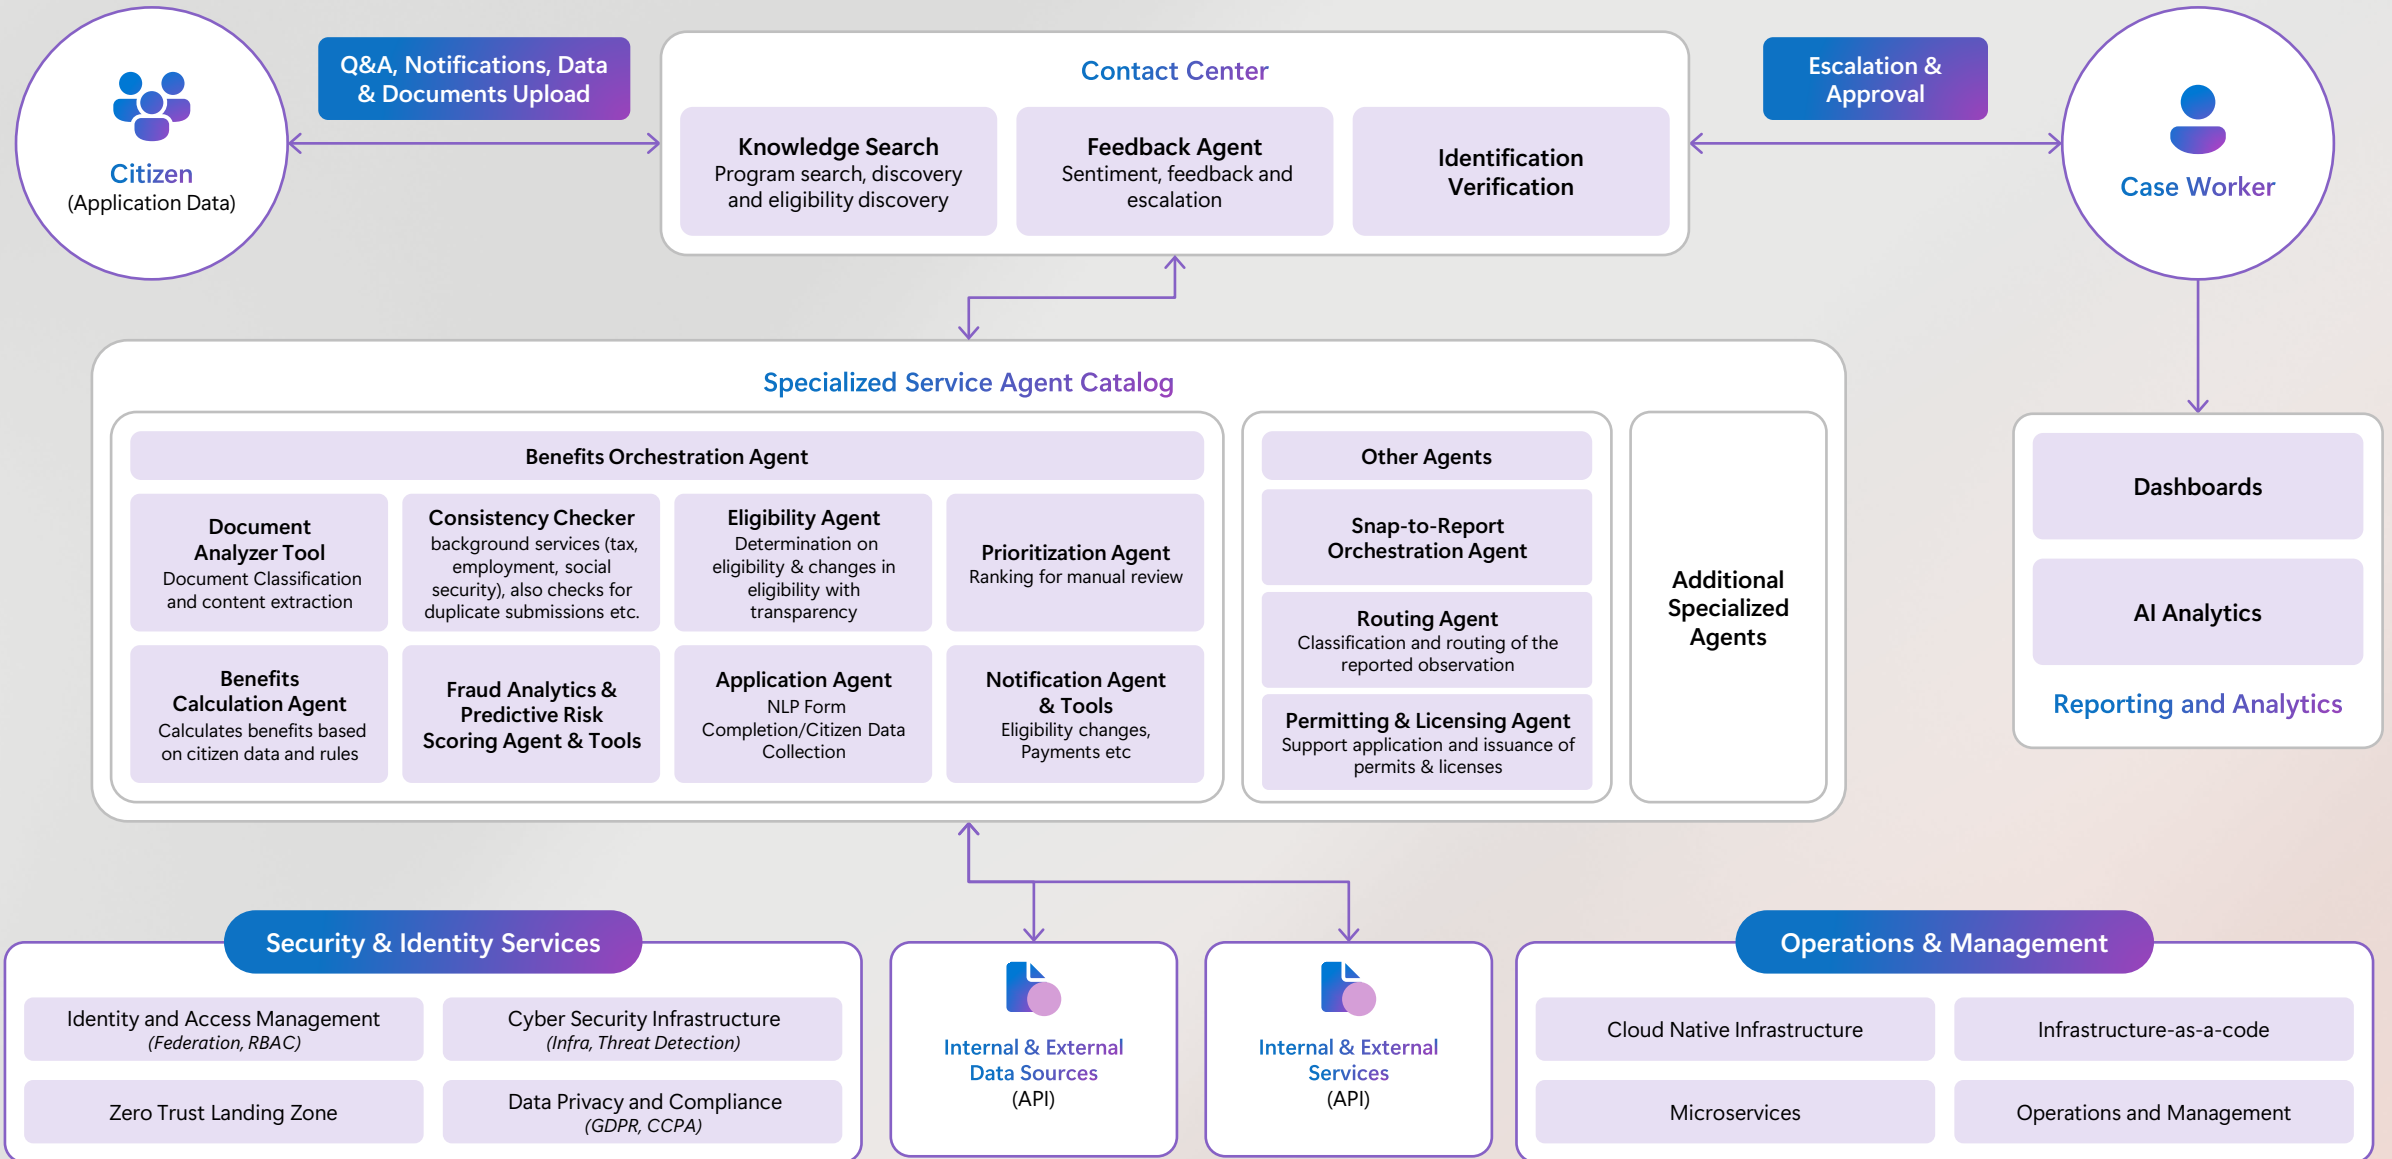 Citizen
(Application Data)
Q&A, Notifications, Data
& Documents Upload
Contact Center
Knowledge Search
Program search, discovery
and eligibility discovery
Feedback Agent
Sentiment, feedback and
escalation
Identification
Verification
Escalation &
Approval
Case Worker
Specialized Service Agent Catalog
Benefits Orchestration Agent
Document
Analyzer Tool
Document Classification
and content extraction
Consistency Checker
background services (tax,
employment, social
security), also checks for
duplicate submissions etc.
Eligibility Agent
Determination on
eligibility & changes in
eligibility with
transparency
Prioritization Agent
Ranking for manual review
Benefits
Calculation Agent
Calculates benefits based
on citizen data and rules
Fraud Analytics &
Predictive Risk
Scoring Agent & Tools
Application Agent
NLP Form
Completion/Citizen Data
Collection
Notification Agent
& Tools
Eligibility changes,
Payments etc
Other Agents
Snap-to-Report
Orchestration Agent
Routing Agent
Classification and routing of the
reported observation
Permitting & Licensing Agent
Support application and issuance of
permits & licenses
Additional
Specialized
Agents
Dashboards
AI Analytics
Reporting and Analytics
Security & Identity Services
Identity and Access Management
(Federation, RBAC)
Cyber Security Infrastructure
(Infra, Threat Detection)
Zero Trust Landing Zone
Data Privacy and Compliance
(GDPR, CCPA)
Internal & External
Data Sources
(API)
Internal & External
Services
(API)
Operations & Management
Cloud Native Infrastructure
Infrastructure-as-a-code
Microservices
Operations and Management